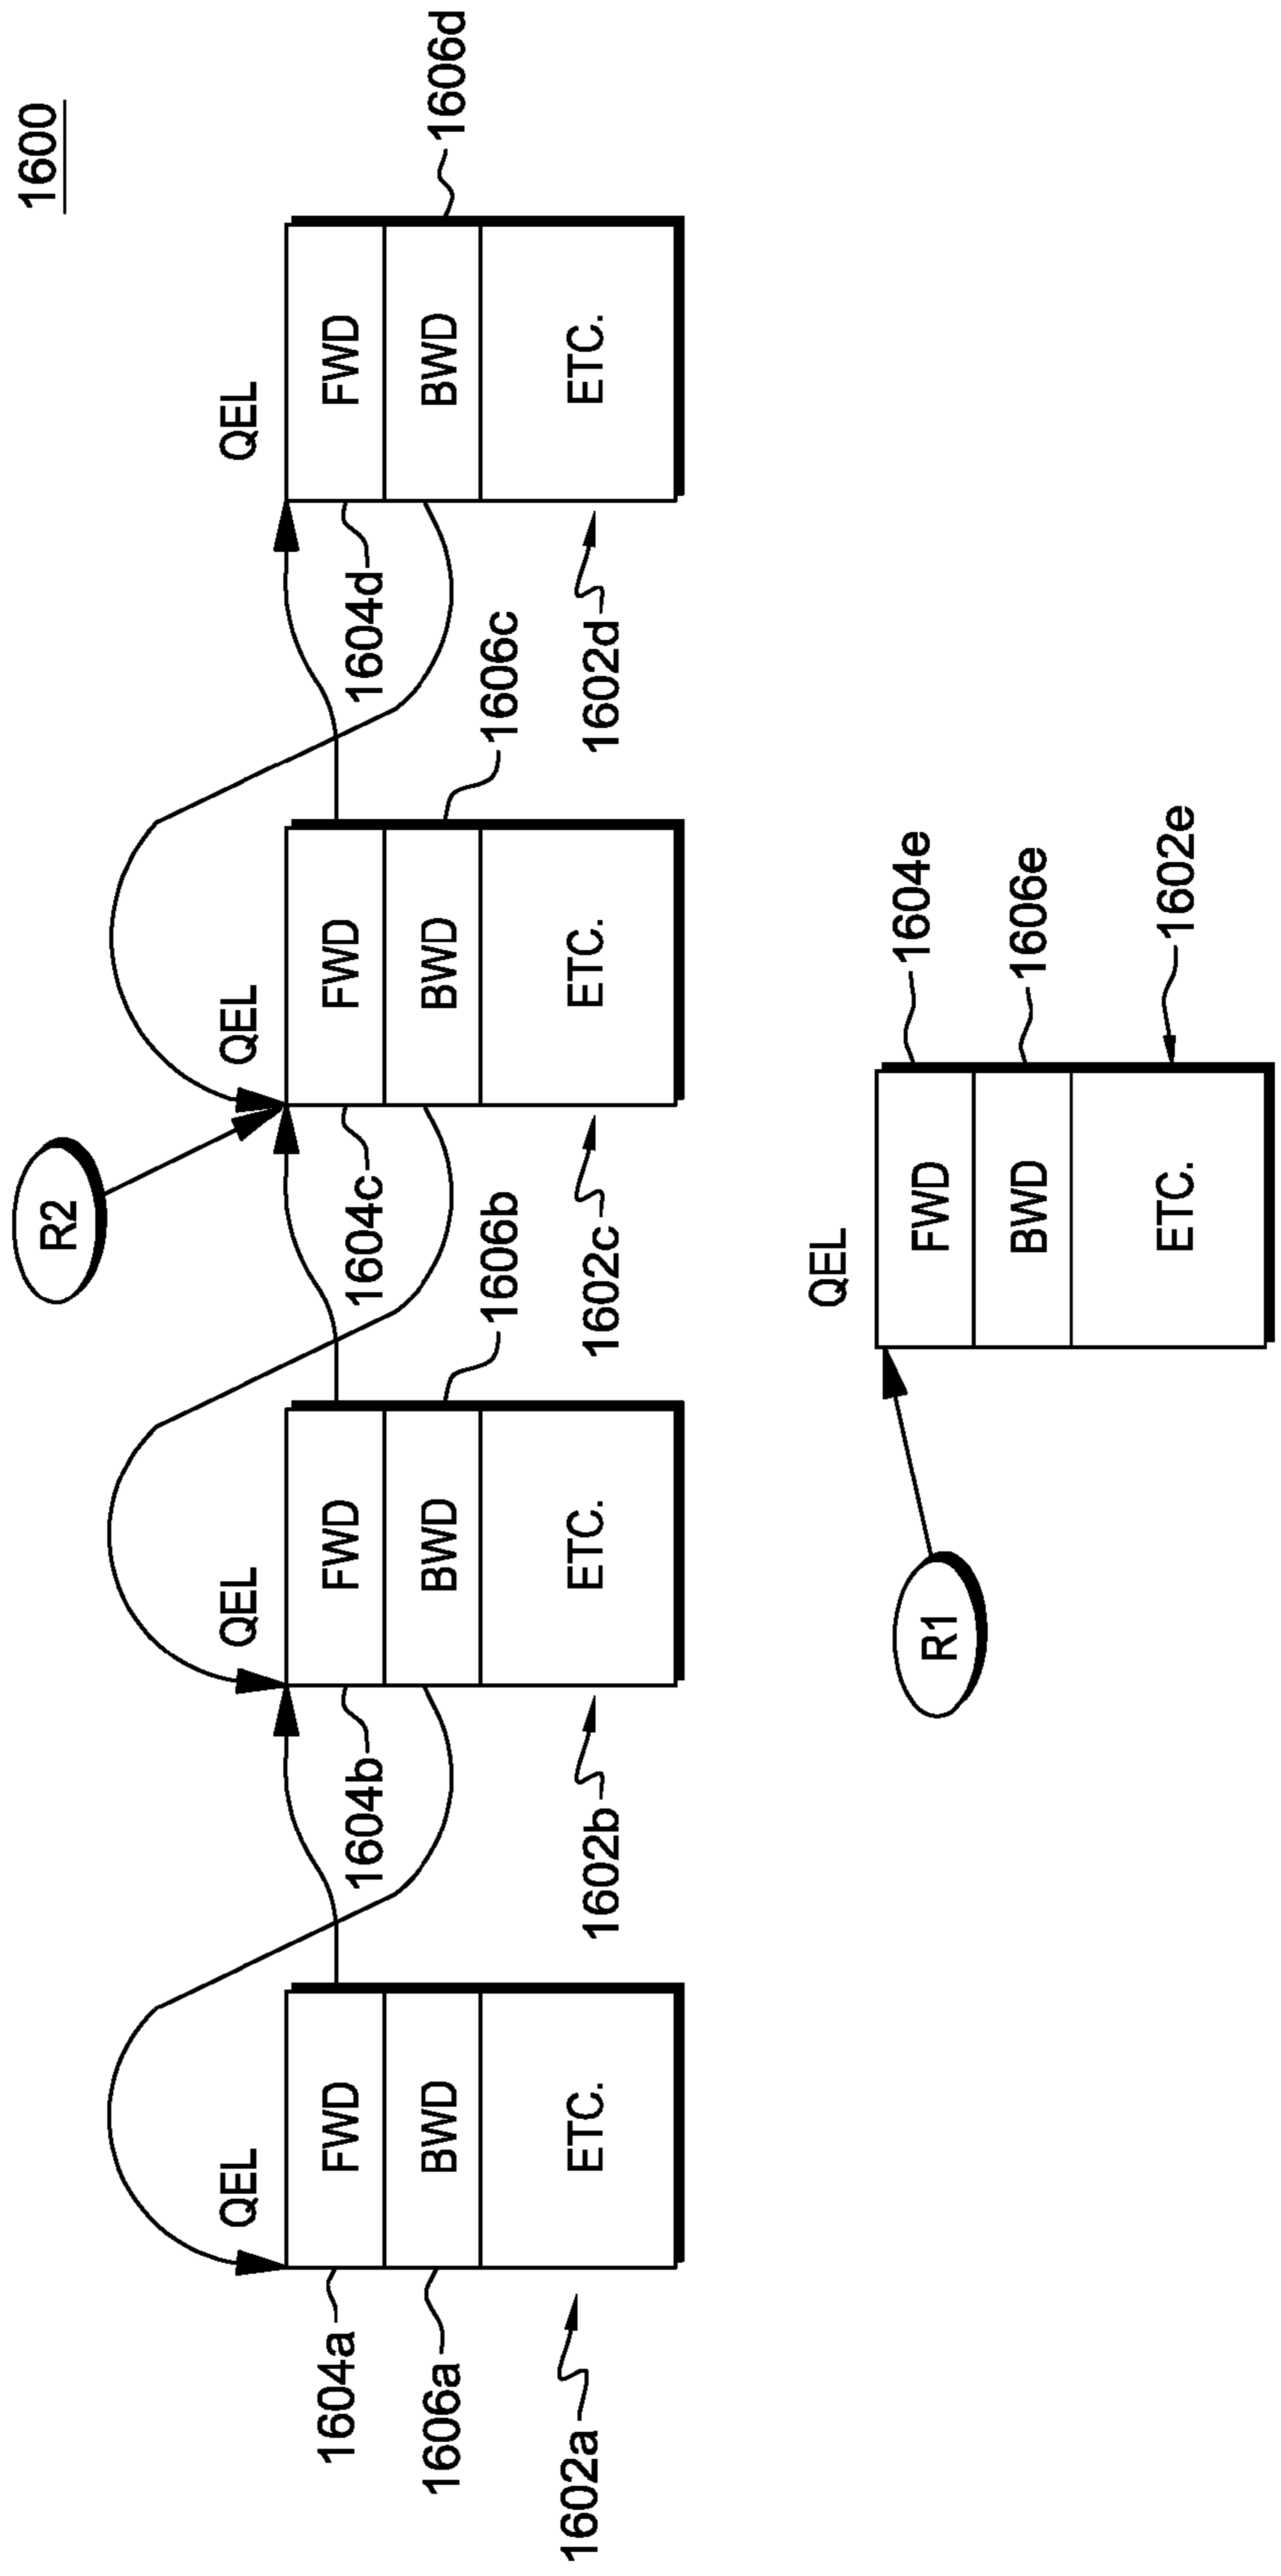 1600
R2
QEL
QEL
QEL
QEL
1604a
FWD
1604b
FWD
1604c
FWD
1604d
FWD
1606a
BWD
BWD
1606b
BWD
1606c
BWD
1606d
1602a
ETC.
1602b
ETC.
1602c
ETC.
1602d
ETC.
R1
QEL
FWD
1604e
BWD
1606e
ETC.
1602e